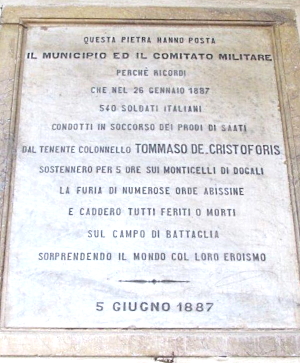 QUESTA PIETRA HANNO POSTA
IL MUNICIPIO ED IL COMITATO MILITARE
PERCHÉ RICORDI
CHE NEL 26 GENNAIO 1887
540 SOLDATI ITALIANI
CONDOTTI IN SOCCORSO DEI PRODI DI SAATI
DAL TENENTE COLONNELLO TOMMASO DE CRISTOFORIS
SOSTENNERO PER 5 ORE SUI MONTICELLI DI DOGALI
LA FURIA DI NUMEROSE ORDE ABISSINE
E CADDERO TUTTI FERITI O MORTI
SUL CAMPO DI BATTAGLIA
SORPRENDENDO IL MONDO COL LORO EROISMO
5 GIUGNO 1887